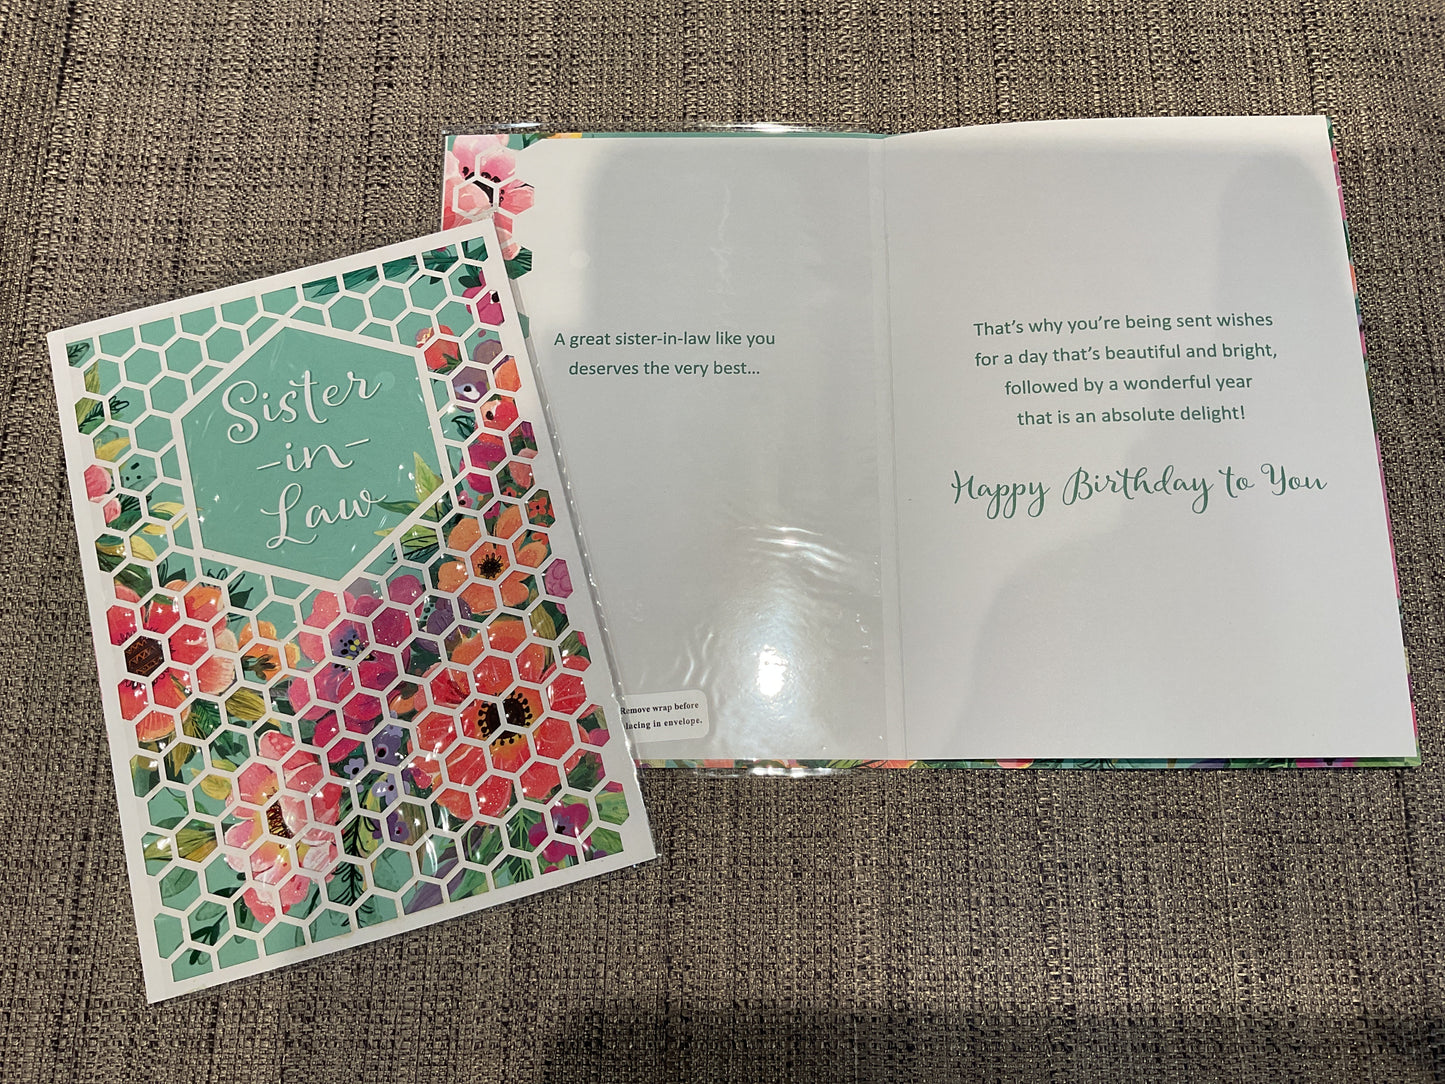 Sister
-in-
Law
A great sister-in-law like you
deserves the very best...
Remove wrap before
placing in envelope.
That's why you're being sent wishes
for a day that's beautiful and bright,
followed by a wonderful year
that is an absolute delight!
Happy Birthday to You